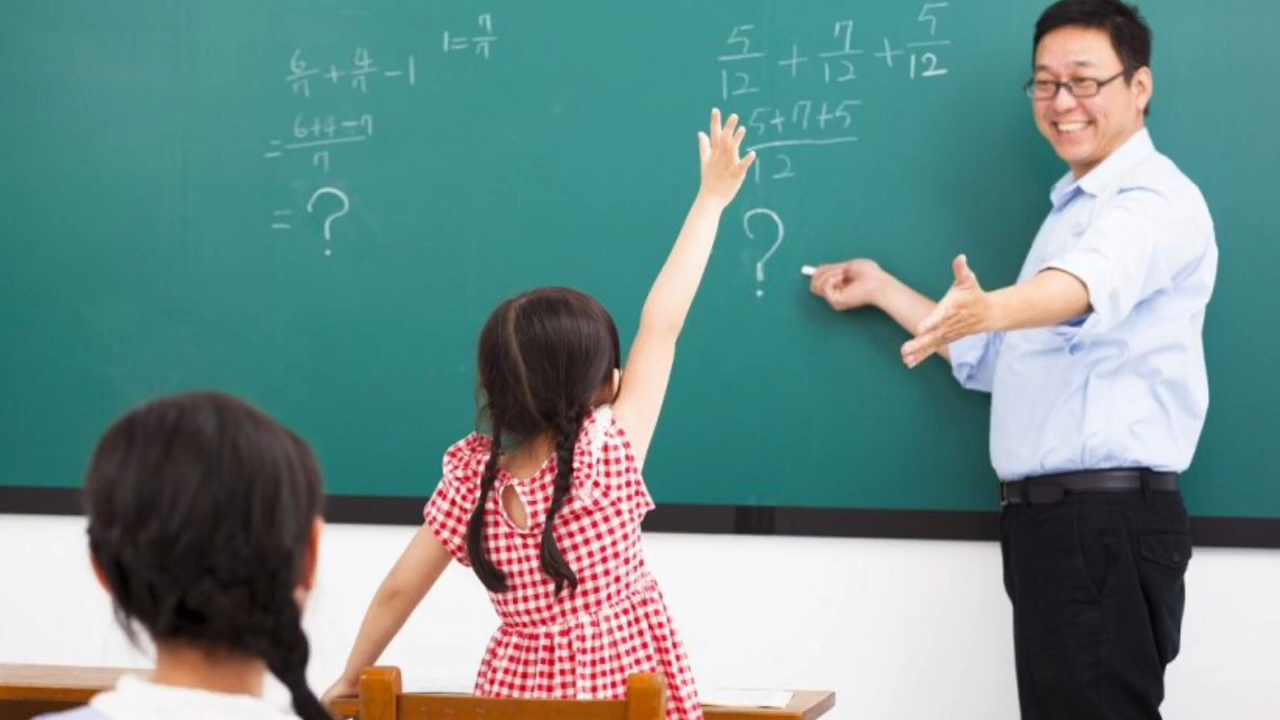 6/7 + 4/7 - 1
1 = 7/7
= 6+4-7/7
= ?
5/12 + 7/12 + 5/12
5+7+5/12
?